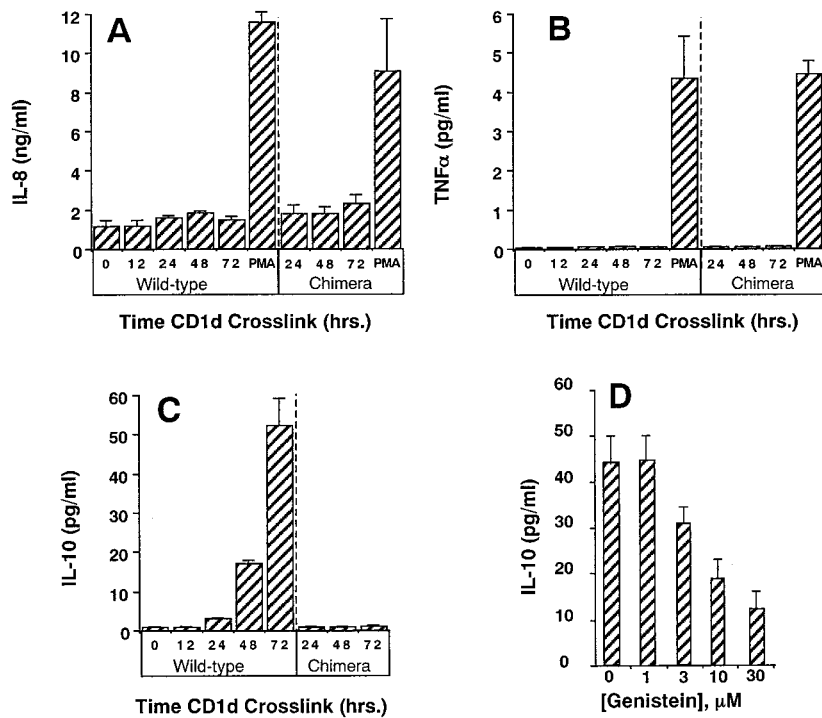 A
IL-8 (ng/ml)
12
10
8
6
4
2
0
0 12 24 48 72 PMA 24 48 72 PMA
Wild-type Chimera
Time CD1d Crosslink (hrs.)
B
TNFα (pg/ml)
6
5
4
3
2
1
0
0 12 24 48 72 PMA 24 48 72 PMA
Wild-type Chimera
Time CD1d Crosslink (hrs.)
C
IL-10 (pg/ml)
60
50
40
30
20
10
0
0 12 24 48 72 24 48 72
Wild-type Chimera
Time CD1d Crosslink (hrs.)
D
IL-10 (pg/ml)
60
50
40
30
20
10
0
0 1 3 10 30
[Genistein], μM